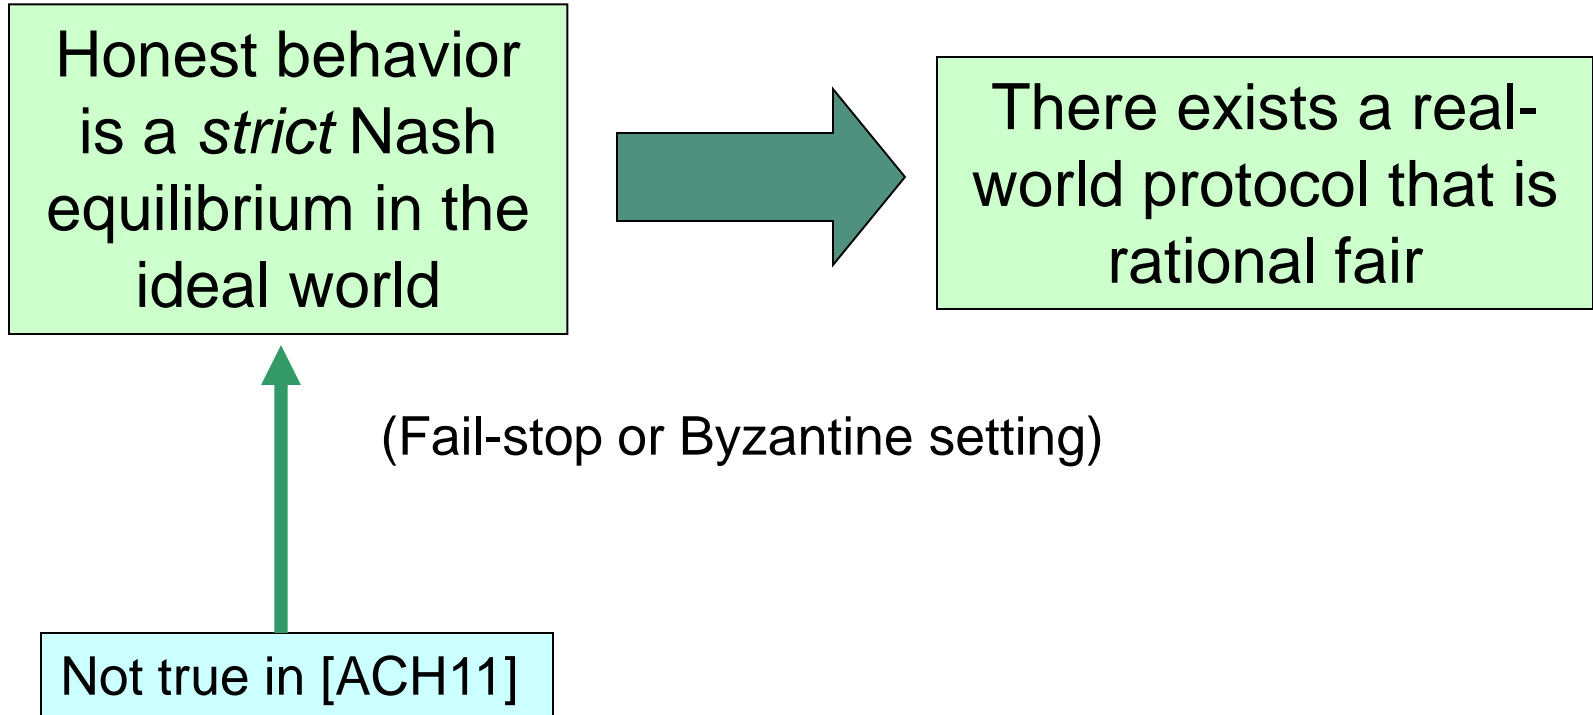 Honest behavior
is a strict Nash
equilibrium in the
ideal world
There exists a real-
world protocol that is
rational fair
(Fail-stop or Byzantine setting)
Not true in [ACH11]